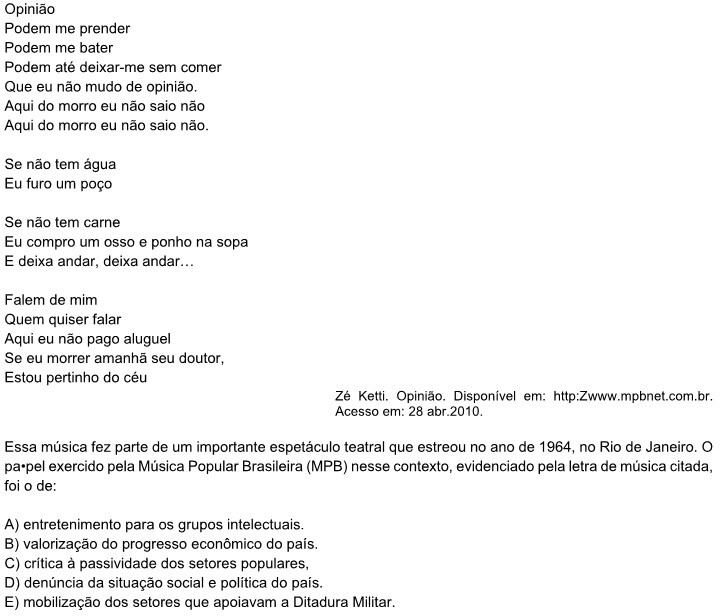 Opinião
Podem me prender
Podem me bater
Podem até deixar-me sem comer
Que eu não mudo de opinião.
Aqui do morro eu não saio não
Aqui do morro eu não saio não.

Se não tem água
Eu furo um poço

Se não tem carne
Eu compro um osso e ponho na sopa
E deixa andar, deixa andar…

Falem de mim
Quem quiser falar
Aqui eu não pago aluguel
Se eu morrer amanhã seu doutor,
Estou pertinho do céu
Zé Ketti. Opinião. Disponível em: http:Zwww.mpbnet.com.br.
Acesso em: 28 abr.2010.

Essa música fez parte de um importante espetáculo teatral que estreou no ano de 1964, no Rio de Janeiro. O
pa•pel exercido pela Música Popular Brasileira (MPB) nesse contexto, evidenciado pela letra de música citada,
foi o de:

A) entretenimento para os grupos intelectuais.
B) valorização do progresso econômico do país.
C) crítica à passividade dos setores populares,
D) denúncia da situação social e política do país.
E) mobilização dos setores que apoiavam a Ditadura Militar.